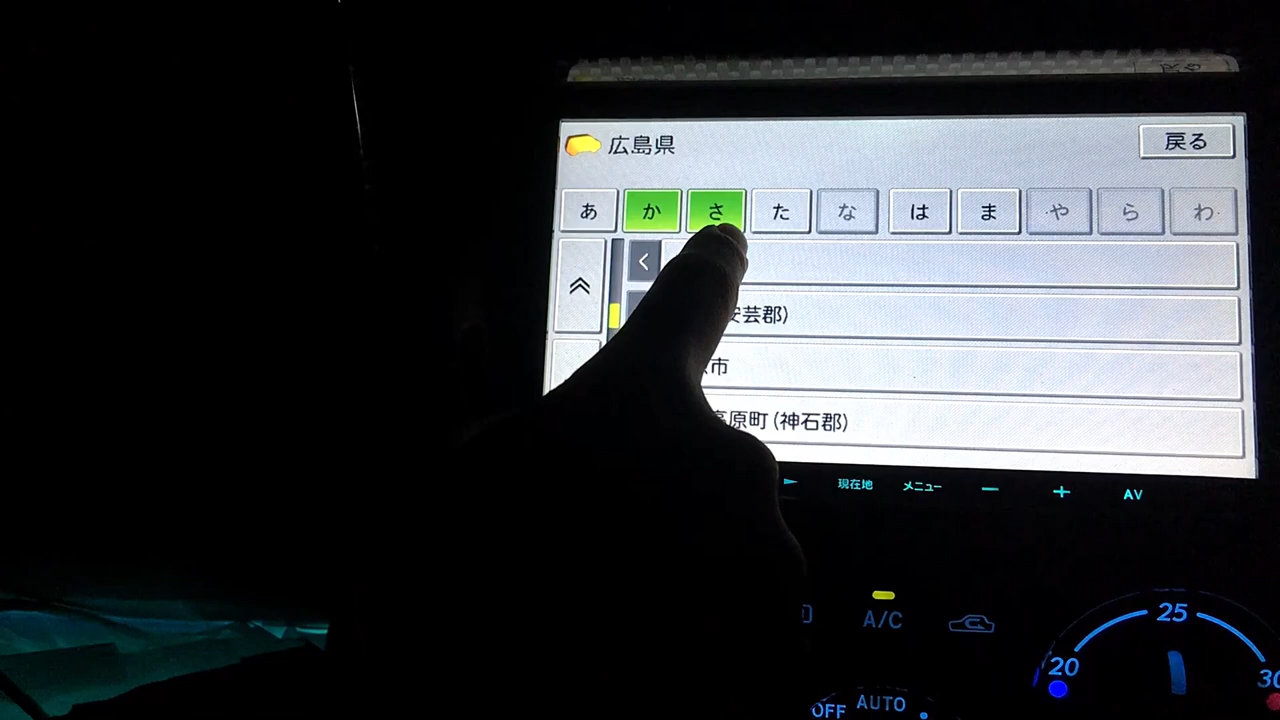 広島県
戻る
あ か さ た な は ま や ら わ
<
安芸郡)
市
高原町(神石郡)
現在地 メニュー − + AV
A/C
25
20
30
OFF AUTO